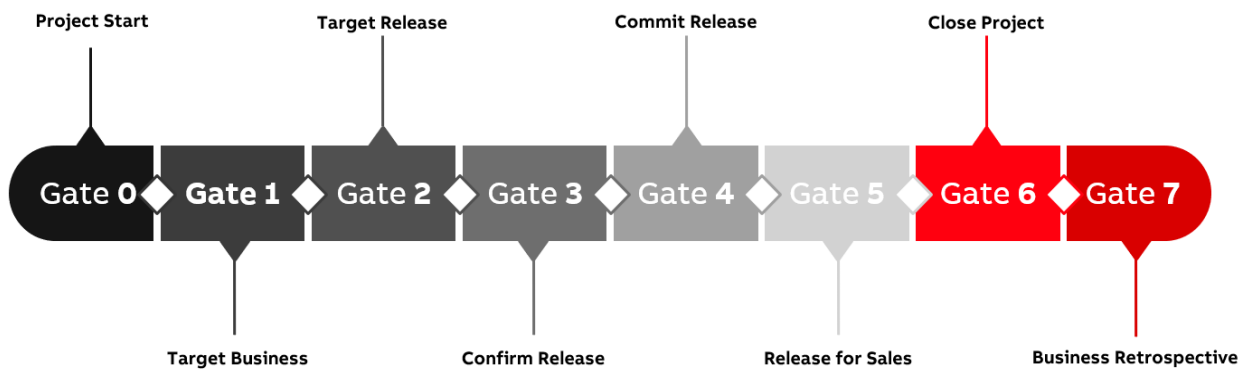 Project Start
Target Release
Commit Release
Close Project
Gate 0
Gate 1
Gate 2
Gate 3
Gate 4
Gate 5
Gate 6
Gate 7
Target Business
Confirm Release
Release for Sales
Business Retrospective